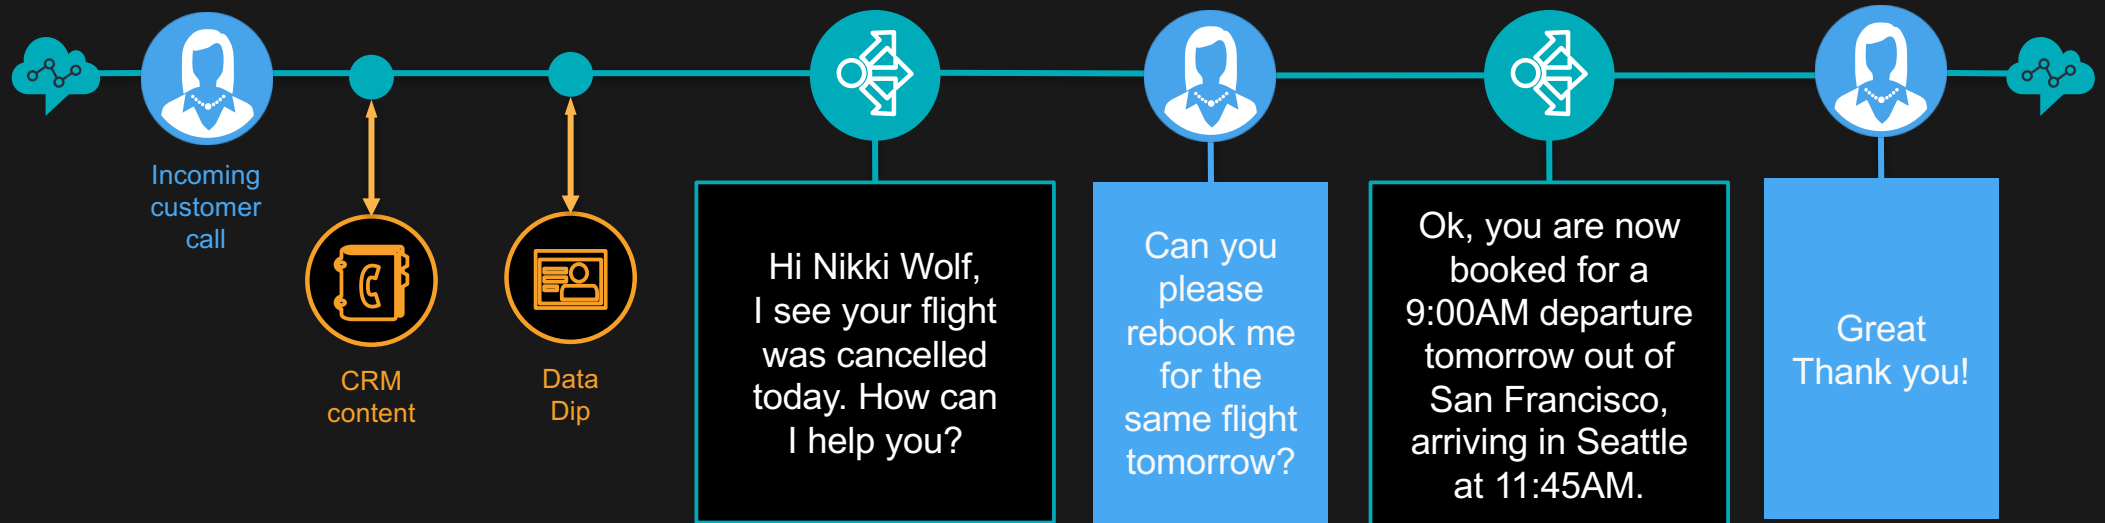 Incoming
customer
call
CRM
content
Data
Dip
Hi Nikki Wolf,
I see your flight
was cancelled
today. How can
I help you?
Can you
please
rebook me
for the
same flight
tomorrow?
Ok, you are now
booked for a
9:00AM departure
tomorrow out of
San Francisco,
arriving in Seattle
at 11:45AM.
Great
Thank you!